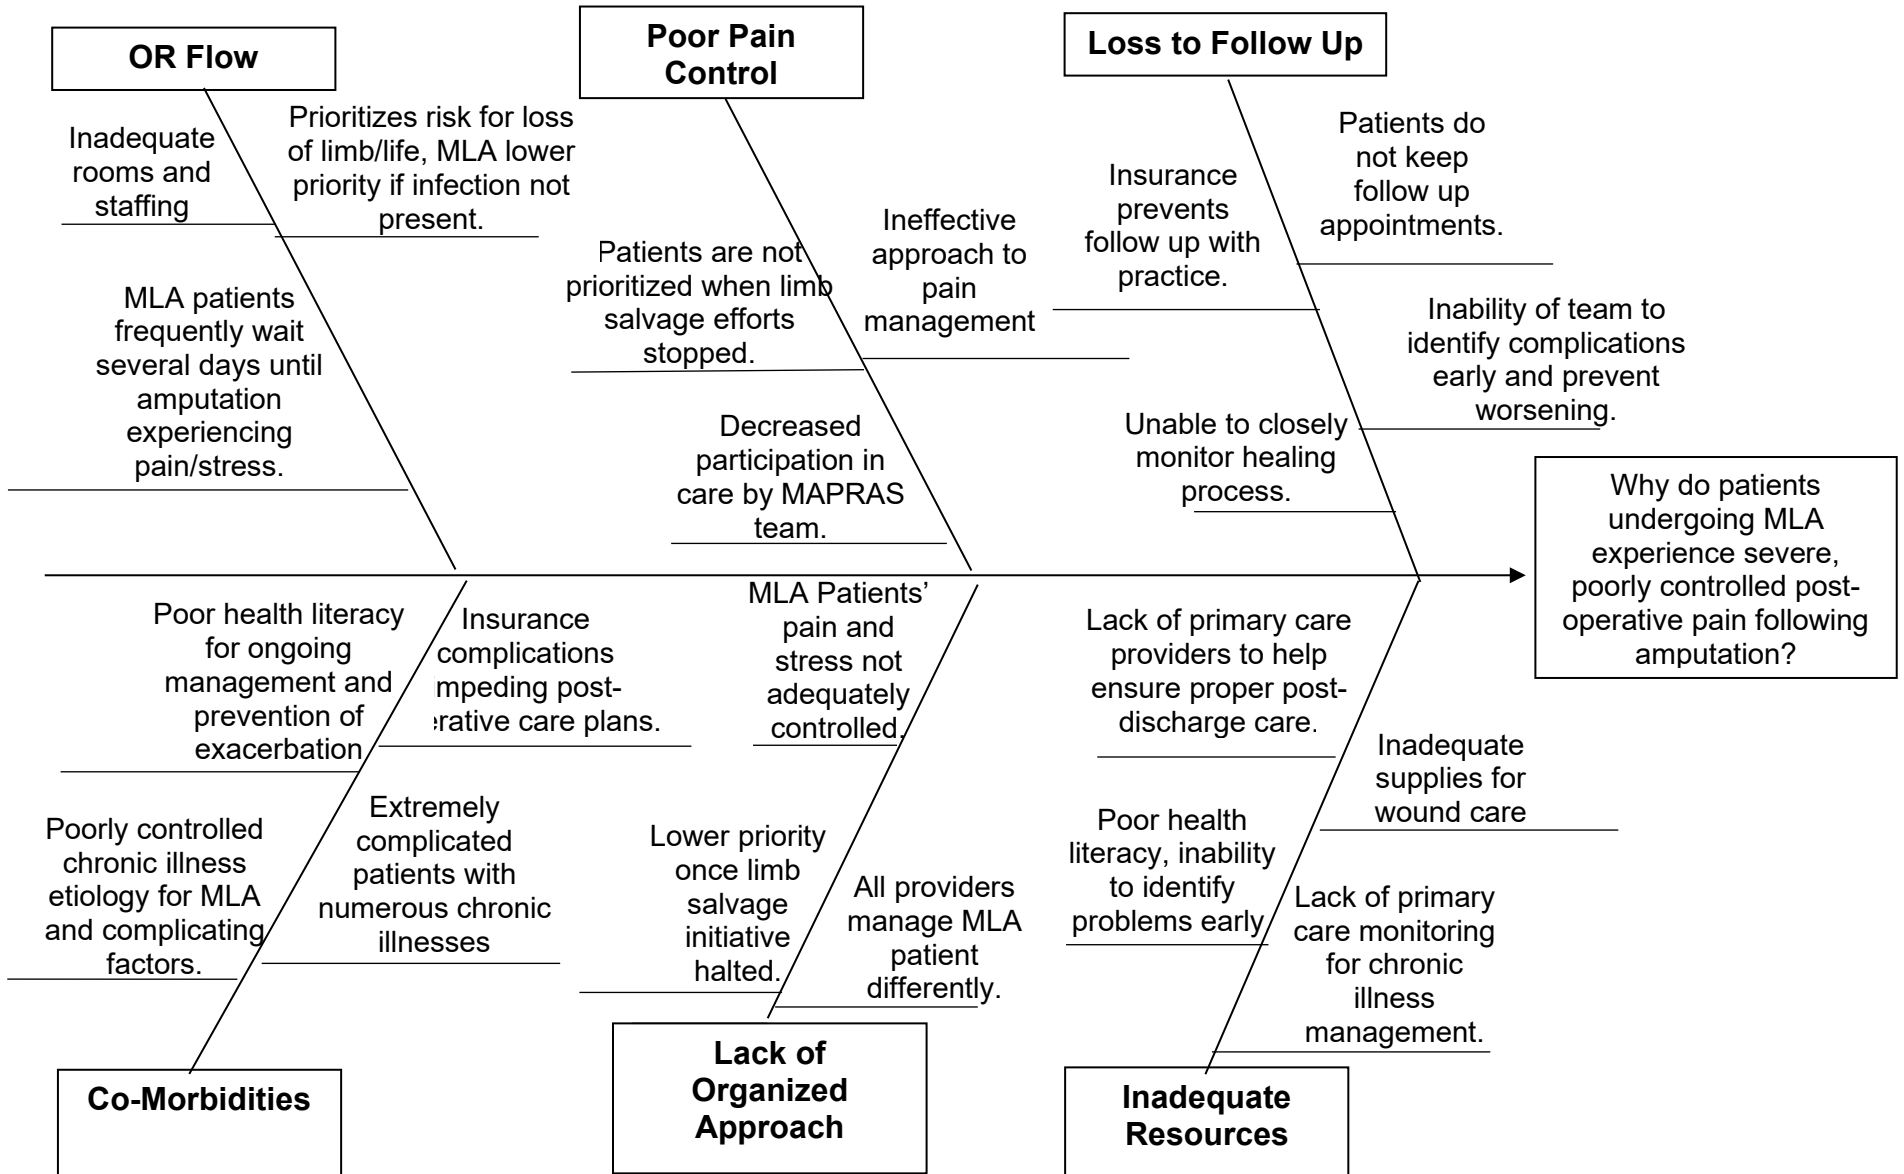 OR Flow
Inadequate
rooms and
staffing
Prioritizes risk for loss
of limb/life, MLA lower
priority if infection not
present.
MLA patients
frequently wait
several days until
amputation
experiencing
pain/stress.
Poor Pain
Control
Patients are not
prioritized when limb
salvage efforts
stopped.
Ineffective
approach to
pain
management
Decreased
participation in
care by MAPRAS
team.
Loss to Follow Up
Insurance
prevents
follow up with
practice.
Patients do
not keep
follow up
appointments.
Inability of team to
identify complications
early and prevent
worsening.
Unable to closely
monitor healing
process.
Why do patients
undergoing MLA
experience severe,
poorly controlled post-
operative pain following
amputation?
Poor health literacy
for ongoing
management and
prevention of
exacerbation
Insurance
complications
mpeding post-
erative care plans.
Poorly controlled
chronic illness
etiology for MLA
and complicating
factors.
Extremely
complicated
patients with
numerous chronic
illnesses
Co-Morbidities
MLA Patients’
pain and
stress not
adequately
controlled.
Lower priority
once limb
salvage
initiative
halted.
All providers
manage MLA
patient
differently.
Lack of
Organized
Approach
Lack of primary care
providers to help
ensure proper post-
discharge care.
Inadequate
supplies for
wound care
Poor health
literacy, inability
to identify
problems early
Lack of primary
care monitoring
for chronic
illness
management.
Inadequate
Resources